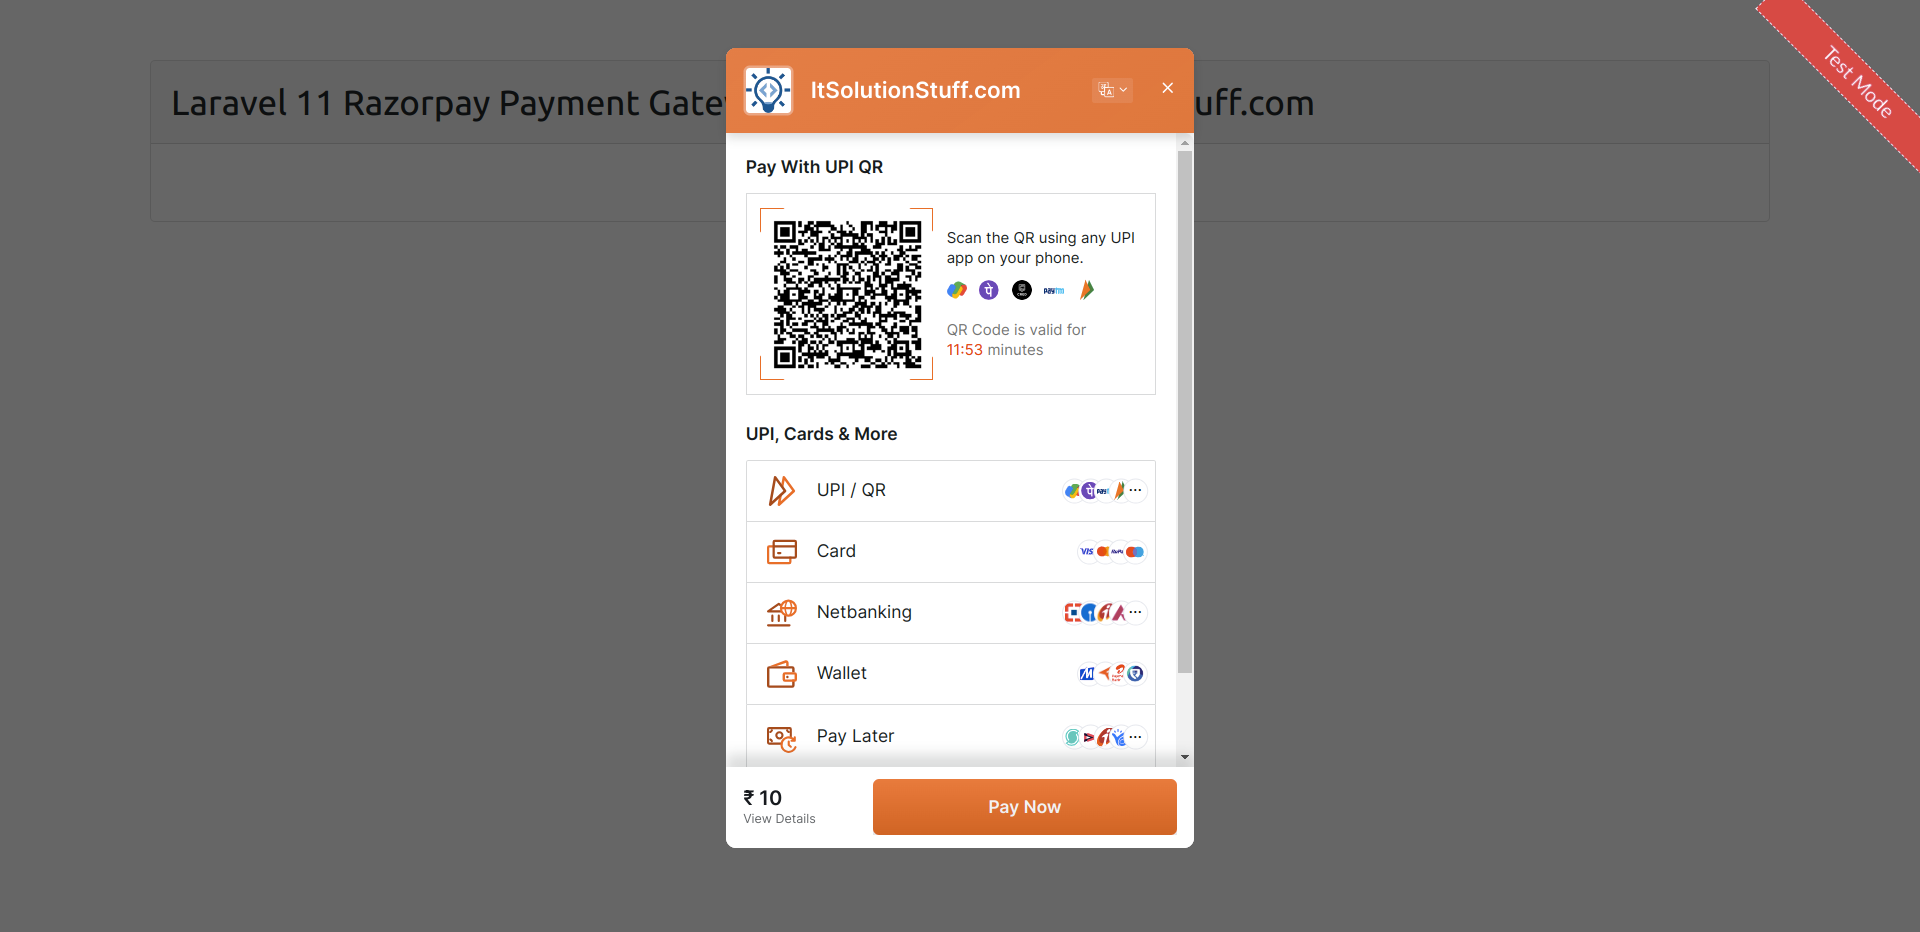 Laravel 11 Razorpay Payment
uff.com
Test Mode
ItSolutionStuff.com
Pay With UPI QR
Scan the QR using any UPI
app on your phone.
paytm
QR Code is valid for
11:53 minutes
UPI, Cards & More
UPI / QR
Card
VISA
Netbanking
Wallet
Pay Later
₹ 10
View Details
Pay Now